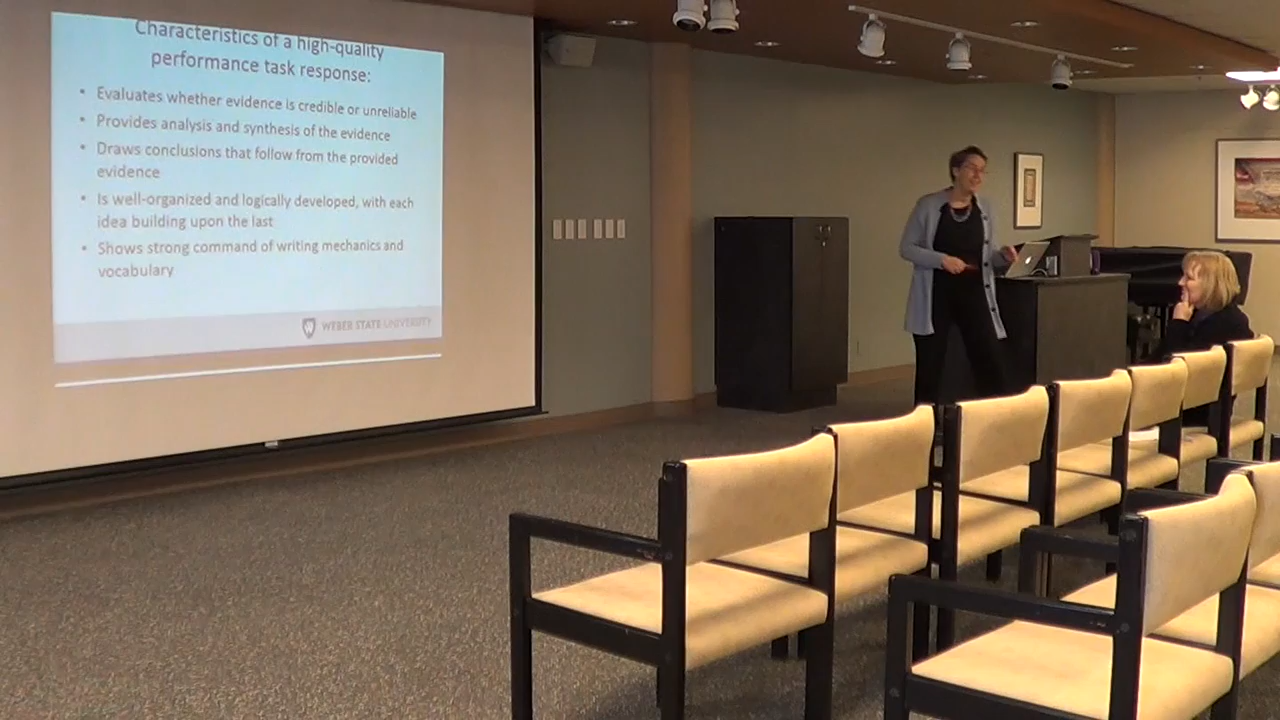 Characteristics of a high-quality
performance task response:
• Evaluates whether evidence is credible or unreliable
• Provides analysis and synthesis of the evidence
• Draws conclusions that follow from the provided
evidence
• Is well-organized and logically developed, with each
idea building upon the last
• Shows strong command of writing mechanics and
vocabulary
WEBER STATE UNIVERSITY